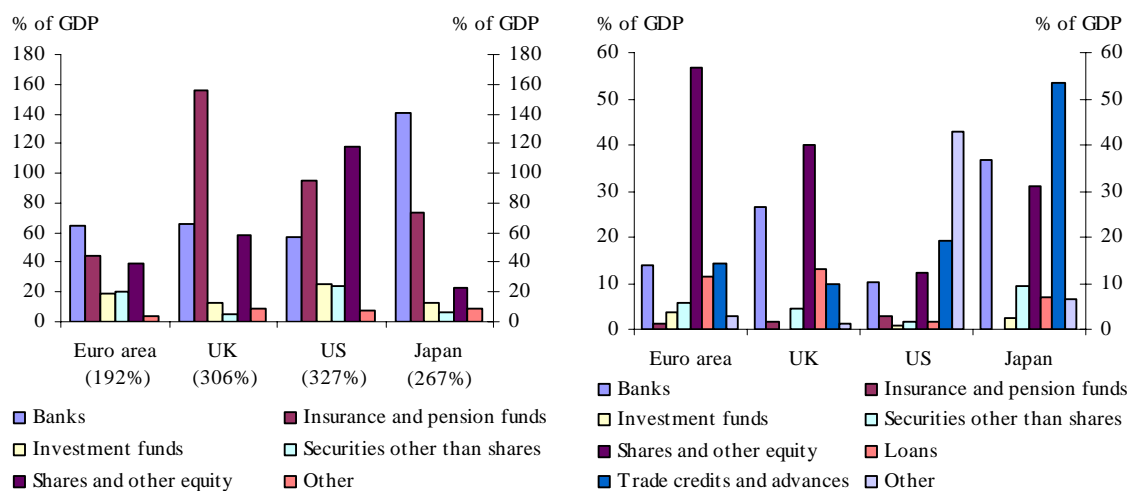 % of GDP % of GDP
180 180
160 160
140 140
120 120
100 100
80 80
60 60
40 40
20 20
0 0
Euro area UK US Japan
(192%) (306%) (327%) (267%)
Banks Insurance and pension funds
Investment funds Securities other than shares
Shares and other equity Other
% of GDP % of GDP
60 60
50 50
40 40
30 30
20 20
10 10
0 0
Euro area UK US Japan
Banks Insurance and pension funds
Investment funds Securities other than shares
Shares and other equity Loans
Trade credits and advances Other